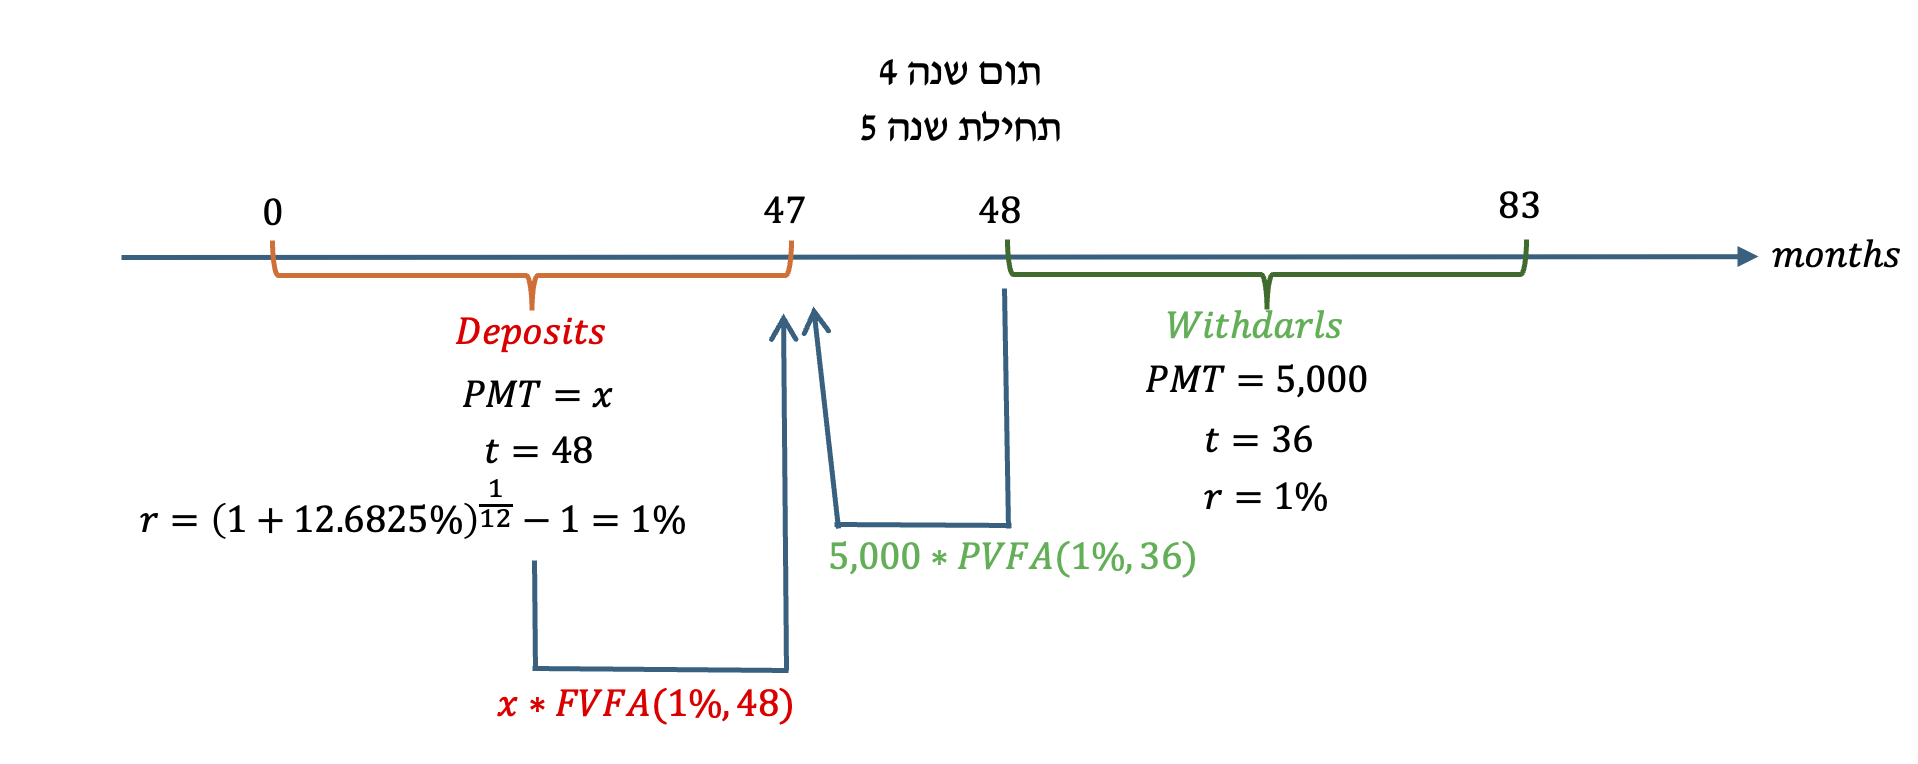 תום שנה 4
תחילת שנה 5
0 47 48 83
months
Deposits
PMT = x
t = 48
r = (1 + 12.6825%)^{\frac{1}{12}} − 1 = 1%
x ∗ FVFA(1%, 48)
Withdarls
PMT = 5,000
t = 36
r = 1%
5,000 ∗ PVFA(1%, 36)